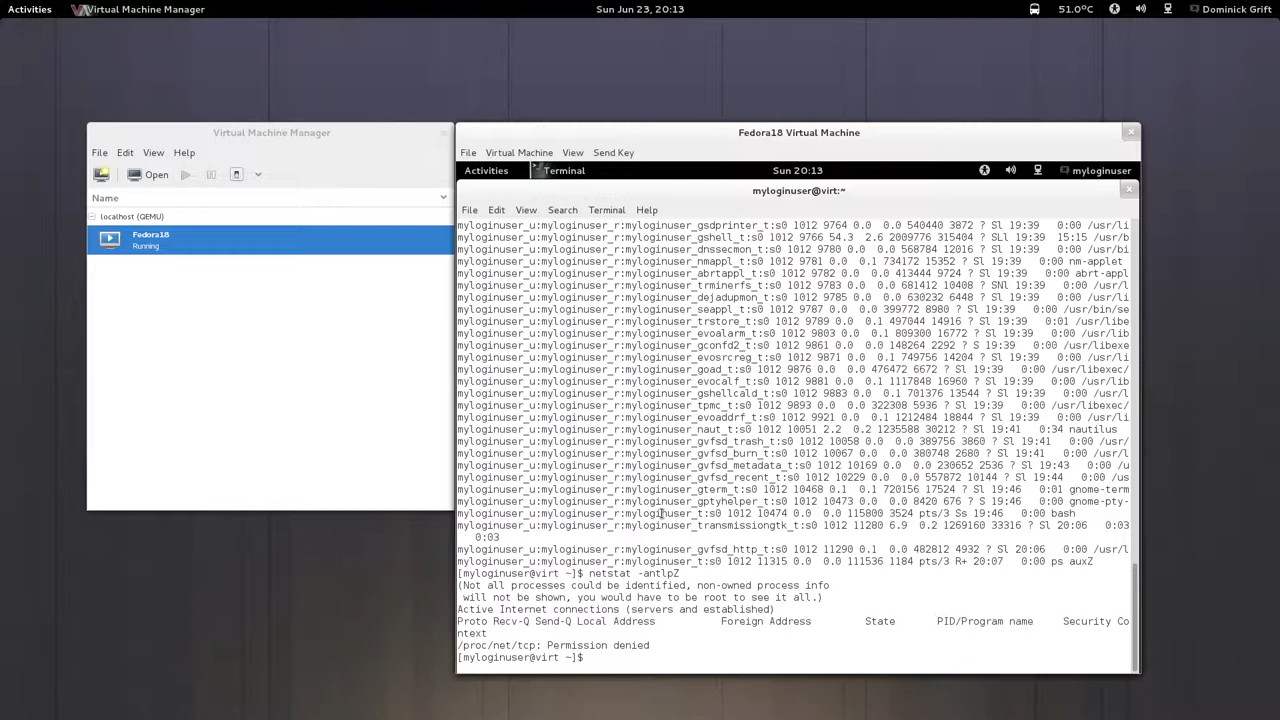 Activities Virtual Machine Manager Sun Jun 23, 20:13 51.0°C Dominick Grift
Virtual Machine Manager
File Edit View Help
Open
Name
localhost (QEMU)
Fedora18
Running
Fedora18 Virtual Machine
File Virtual Machine View Send Key
Activities Terminal Sun 20:13 myloginuser
myloginuser@virt:~
File Edit View Search Terminal Help
myloginuser_u:myloginuser_r:myloginuser_gsdprinter_t:s0 1012 9764 0.0  0.0 540440 3872 ? Sl 19:39   0:00 /usr/li
myloginuser_u:myloginuser_r:myloginuser_gshell_t:s0 1012 9766 54.3  2.6 2009776 315404 ? SLl 19:39  15:15 /usr/b
myloginuser_u:myloginuser_r:myloginuser_dnssecmon_t:s0 1012 9780 0.0  0.0 568784 12016 ? Sl 19:39   0:00 /usr/bi
myloginuser_u:myloginuser_r:myloginuser_nmappl_t:s0 1012 9781 0.0  0.1 734172 15352 ? Sl 19:39   0:00 nm-applet
myloginuser_u:myloginuser_r:myloginuser_abrtappl_t:s0 1012 9782 0.0  0.0 413444 9724 ? Sl 19:39   0:00 abrt-appl
myloginuser_u:myloginuser_r:myloginuser_trminerfs_t:s0 1012 9783 0.0  0.0 681412 10408 ? SNl 19:39   0:00 /usr/l
myloginuser_u:myloginuser_r:myloginuser_dejadupmon_t:s0 1012 9785 0.0  0.0 630232 6448 ? Sl 19:39   0:00 /usr/li
myloginuser_u:myloginuser_r:myloginuser_seappl_t:s0 1012 9787 0.0  0.0 399772 8980 ? Sl 19:39   0:00 /usr/bin/se
myloginuser_u:myloginuser_r:myloginuser_trstore_t:s0 1012 9789 0.0  0.1 497044 14916 ? Sl 19:39   0:01 /usr/libe
myloginuser_u:myloginuser_r:myloginuser_evoalarm_t:s0 1012 9803 0.0  0.1 809300 16772 ? Sl 19:39   0:00 /usr/lib
myloginuser_u:myloginuser_r:myloginuser_gconfd2_t:s0 1012 9861 0.0  0.0 148264 2292 ? S 19:39   0:00 /usr/libexe
myloginuser_u:myloginuser_r:myloginuser_evosrcreg_t:s0 1012 9871 0.0  0.1 749756 14204 ? Sl 19:39   0:00 /usr/li
myloginuser_u:myloginuser_r:myloginuser_goad_t:s0 1012 9876 0.0  0.0 476472 6672 ? Sl 19:39   0:00 /usr/libexec/
myloginuser_u:myloginuser_r:myloginuser_evocalf_t:s0 1012 9881 0.0  0.1 1117848 16960 ? Sl 19:39   0:00 /usr/lib
myloginuser_u:myloginuser_r:myloginuser_gshellcald_t:s0 1012 9883 0.0  0.1 701376 13544 ? Sl 19:39   0:00 /usr/l
myloginuser_u:myloginuser_r:myloginuser_tpmc_t:s0 1012 9893 0.0  0.0 322308 5936 ? Sl 19:39   0:00 /usr/libexec/
myloginuser_u:myloginuser_r:myloginuser_evoaddrf_t:s0 1012 9921 0.0  0.1 1212484 18844 ? Sl 19:39   0:00 /usr/li
myloginuser_u:myloginuser_r:myloginuser_naut_t:s0 1012 10051 2.2  0.2 1235588 30212 ? Sl 19:41   0:34 nautilus
myloginuser_u:myloginuser_r:myloginuser_gvfsd_trash_t:s0 1012 10058 0.0  0.0 389756 3860 ? Sl 19:41   0:00 /usr/
myloginuser_u:myloginuser_r:myloginuser_gvfsd_burn_t:s0 1012 10067 0.0  0.0 380748 2680 ? Sl 19:41   0:00 /usr/l
myloginuser_u:myloginuser_r:myloginuser_gvfsd_metadata_t:s0 1012 10169 0.0  0.0 230652 2536 ? Sl 19:43   0:00 /u
myloginuser_u:myloginuser_r:myloginuser_gvfsd_recent_t:s0 1012 10229 0.0  0.0 557872 10144 ? Sl 19:44   0:00 /us
myloginuser_u:myloginuser_r:myloginuser_gterm_t:s0 1012 10468 0.1  0.1 720156 17524 ? Sl 19:46   0:01 gnome-term
myloginuser_u:myloginuser_r:myloginuser_gptyhelper_t:s0 1012 10473 0.0  0.0 8420 676 ? S 19:46   0:00 gnome-pty-
myloginuser_u:myloginuser_r:myloginuser_t:s0 1012 10474 0.0  0.0 115800 3524 pts/3 Ss 19:46   0:00 bash
myloginuser_u:myloginuser_r:myloginuser_transmissiongtk_t:s0 1012 11280 6.9  0.2 1269160 33316 ? Sl 20:06   0:03
0:03
myloginuser_u:myloginuser_r:myloginuser_gvfsd_http_t:s0 1012 11290 0.1  0.0 482812 4932 ? Sl 20:06   0:00 /usr/l
myloginuser_u:myloginuser_r:myloginuser_t:s0 1012 11315 0.0  0.0 111536 1184 pts/3 R+ 20:07   0:00 ps auxZ
[myloginuser@virt ~]$ netstat -antlpZ
(Not all processes could be identified, non-owned process info
will not be shown, you would have to be root to see it all.)
Active Internet connections (servers and established)
Proto Recv-Q Send-Q Local Address Foreign Address State PID/Program name Security Co
ntext
/proc/net/tcp: Permission denied
[myloginuser@virt ~]$